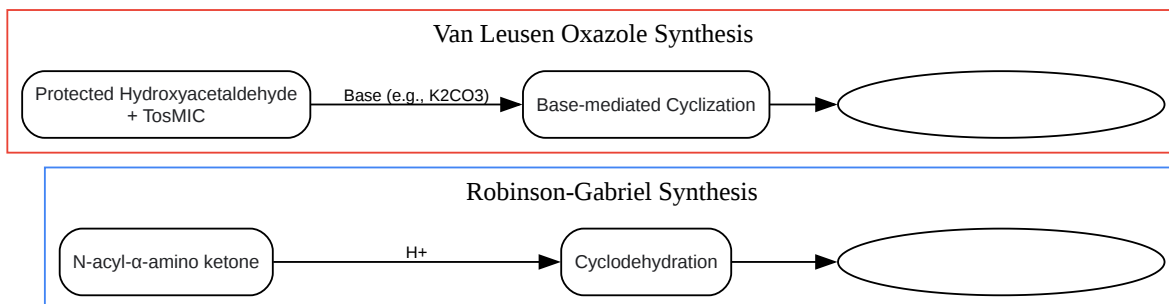 Van Leusen Oxazole Synthesis
Protected Hydroxyacetaldehyde
+ TosMIC
Base (e.g., K2CO3)
Base-mediated Cyclization
Robinson-Gabriel Synthesis
N-acyl-α-amino ketone
H+
Cyclodehydration